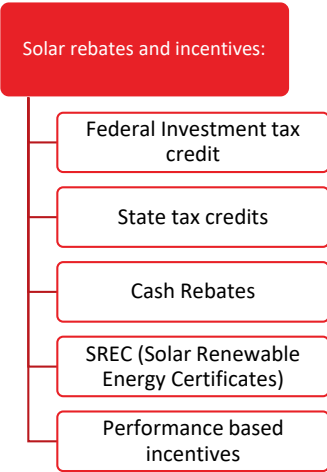 Solar rebates and incentives:
Federal Investment tax
credit
State tax credits
Cash Rebates
SREC (Solar Renewable
Energy Certificates)
Performance based
incentives